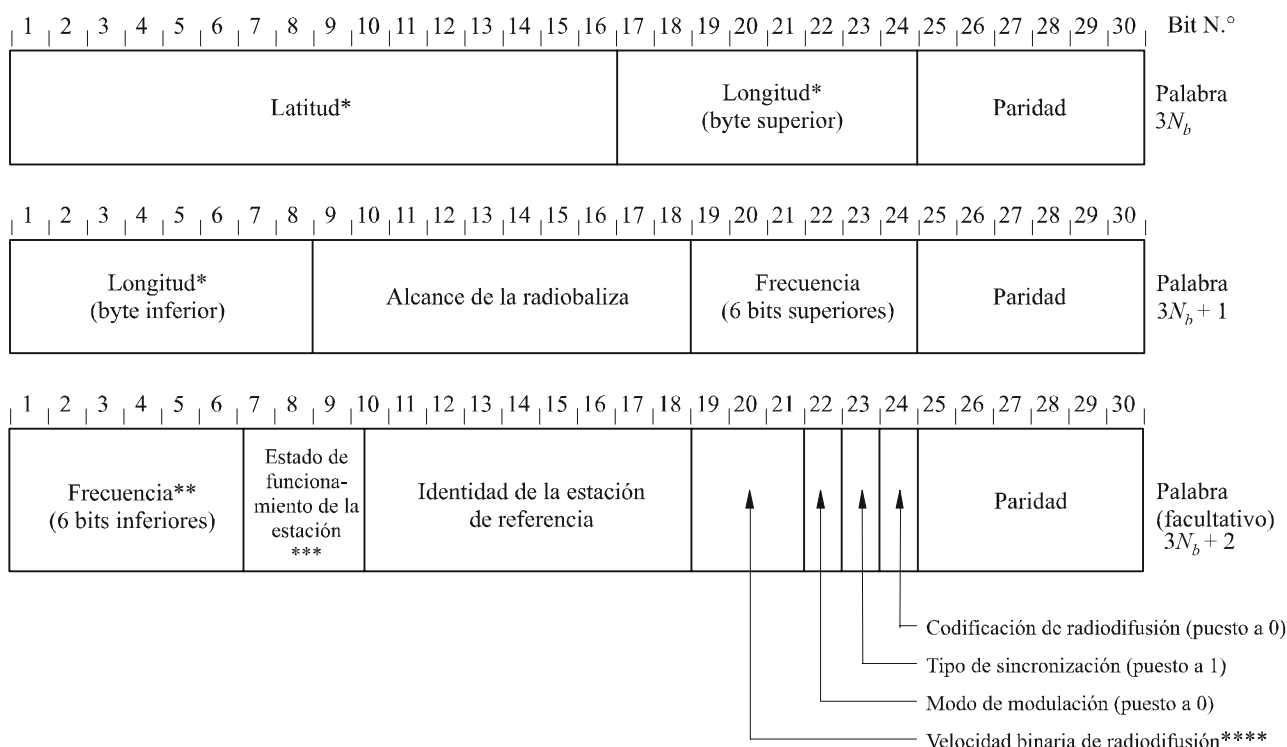 1 2 3 4 5 6 7 8 9 10 11 12 13 14 15 16 17 18 19 20 21 22 23 24 25 26 27 28 29 30 Bit N.°
Latitud*
Longitud*
(byte superior)
Paridad
Palabra
3N_b
1 2 3 4 5 6 7 8 9 10 11 12 13 14 15 16 17 18 19 20 21 22 23 24 25 26 27 28 29 30
Longitud*
(byte inferior)
Alcance de la radiobaliza
Frecuencia
(6 bits superiores)
Paridad
Palabra
3N_b + 1
1 2 3 4 5 6 7 8 9 10 11 12 13 14 15 16 17 18 19 20 21 22 23 24 25 26 27 28 29 30
Frecuencia**
(6 bits inferiores)
Estado de
funciona-
miento de la
estación
***
Identidad de la estación
de referencia
Paridad
Palabra
(facultativo)
3N_b + 2
Codificación de radiodifusión (puesto a 0)
Tipo de sincronización (puesto a 1)
Modo de modulación (puesto a 0)
Velocidad binaria de radiodifusión****